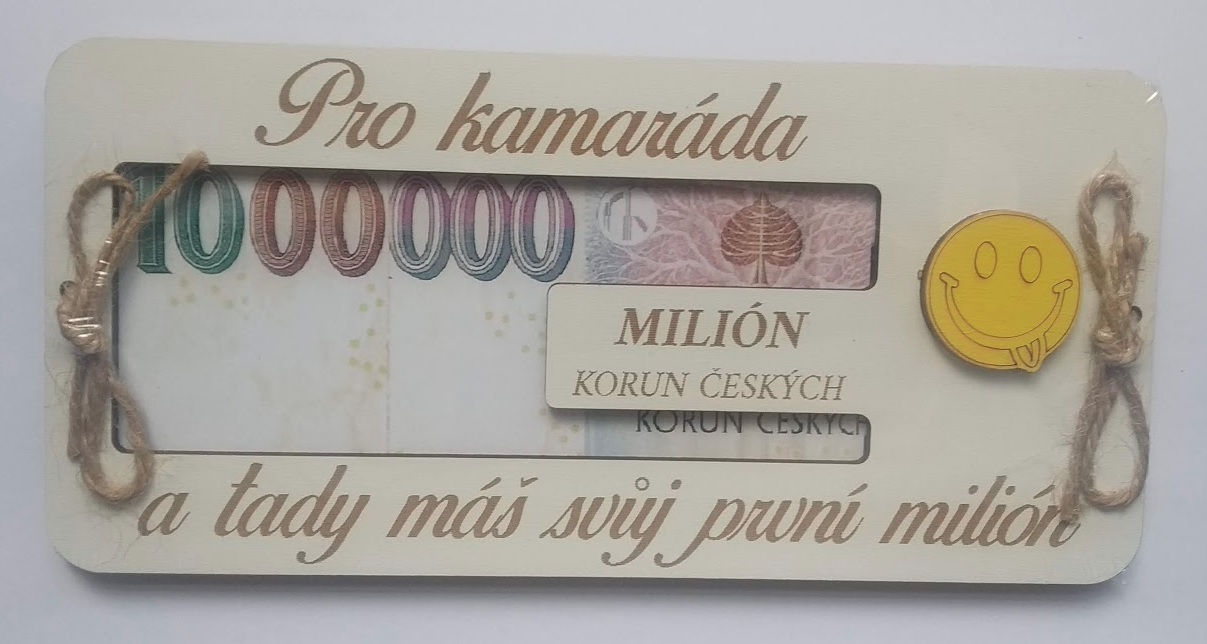 Pro kamaráda
1000000
MILIÓN
KORUN ČESKÝCH
KORUN ČESKÝCH
a tady máš svůj první milión